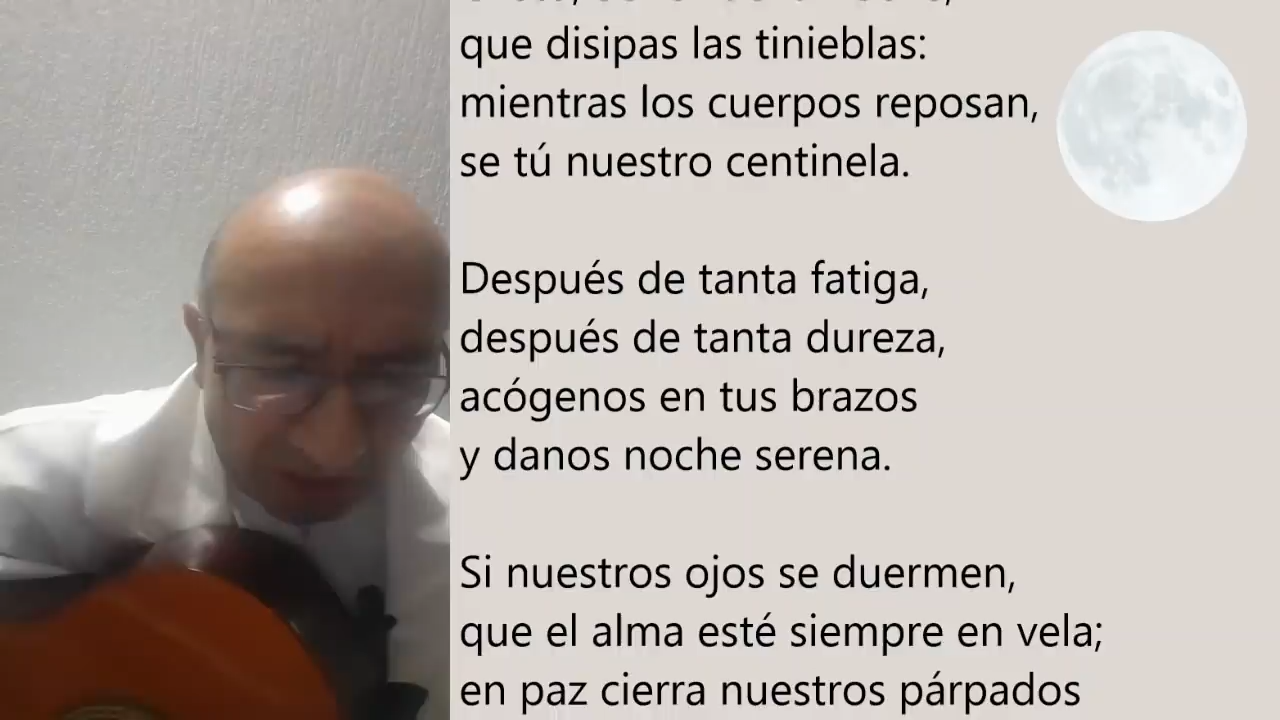 que disipas las tinieblas:
mientras los cuerpos reposan,
se tú nuestro centinela.
Después de tanta fatiga,
después de tanta dureza,
acógenos en tus brazos
y danos noche serena.
Si nuestros ojos se duermen,
que el alma esté siempre en vela;
en paz cierra nuestros párpados